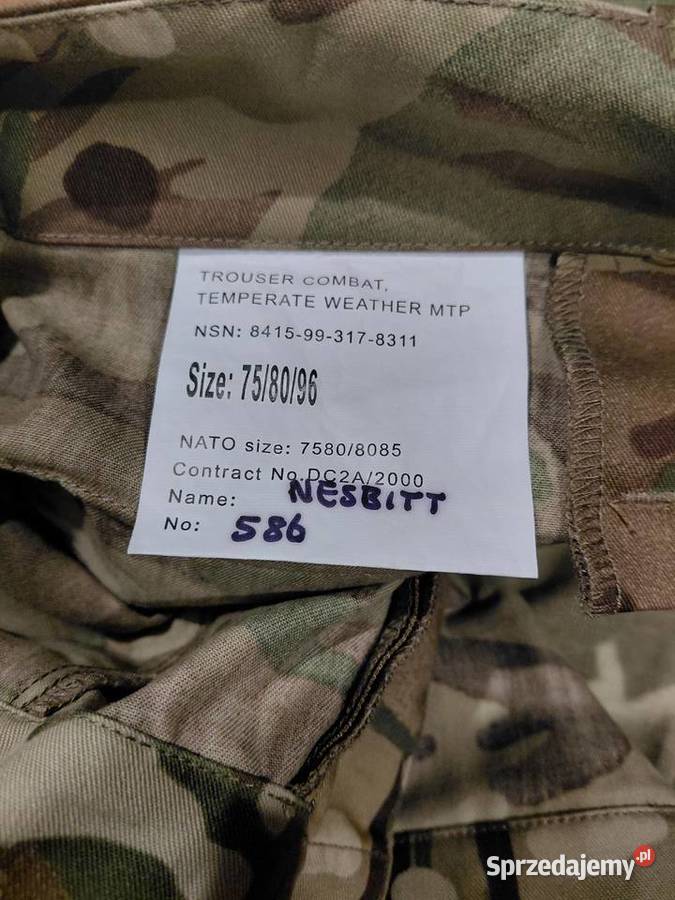 TROUSER COMBAT,
TEMPERATE WEATHER MTP
NSN: 8415-99-317-8311
Size: 75/80/96
NATO size: 7580/8085
Contract No DC2A/2000
Name: NESBITT
No: 586
Sprzedajemy.pl